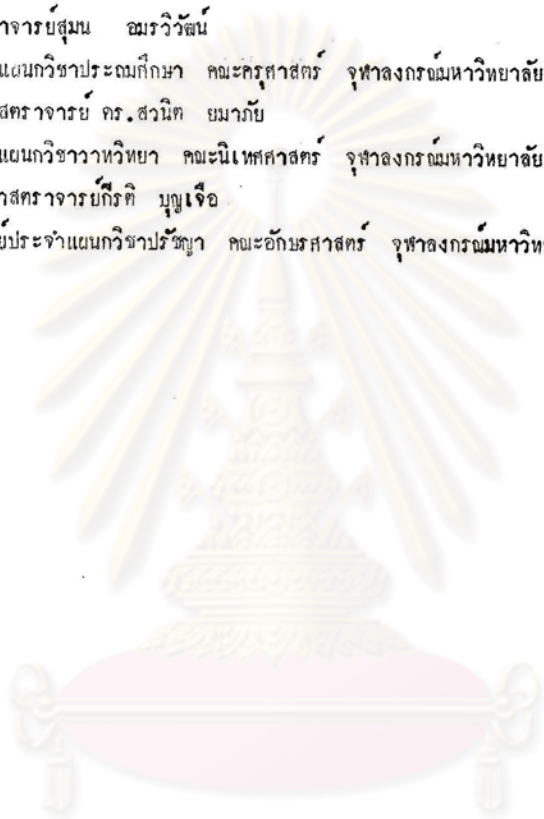 าจารย์สุมน อมรวิวัฒน์
แผนกวิชาประถมศึกษา คณะครุศาสตร์ จุฬาลงกรณ์มหาวิทยาลัย
สตราจารย์ ดร.สวนิต ยมาภัย
แผนกวิชาวาทวิทยา คณะนิเทศศาสตร์ จุฬาลงกรณ์มหาวิทยาลัย
าสตราจารย์กีรติ บุญเจือ
ย์ประจำแผนกวิชาปรัชญา คณะอักษรศาสตร์ จุฬาลงกรณ์มหาวิท